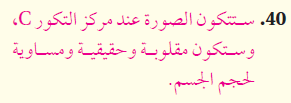 40. ستتكون الصورة عند مركز التكور C،
وستكون مقلوبة وحقيقية ومساوية
لحجم الجسم.